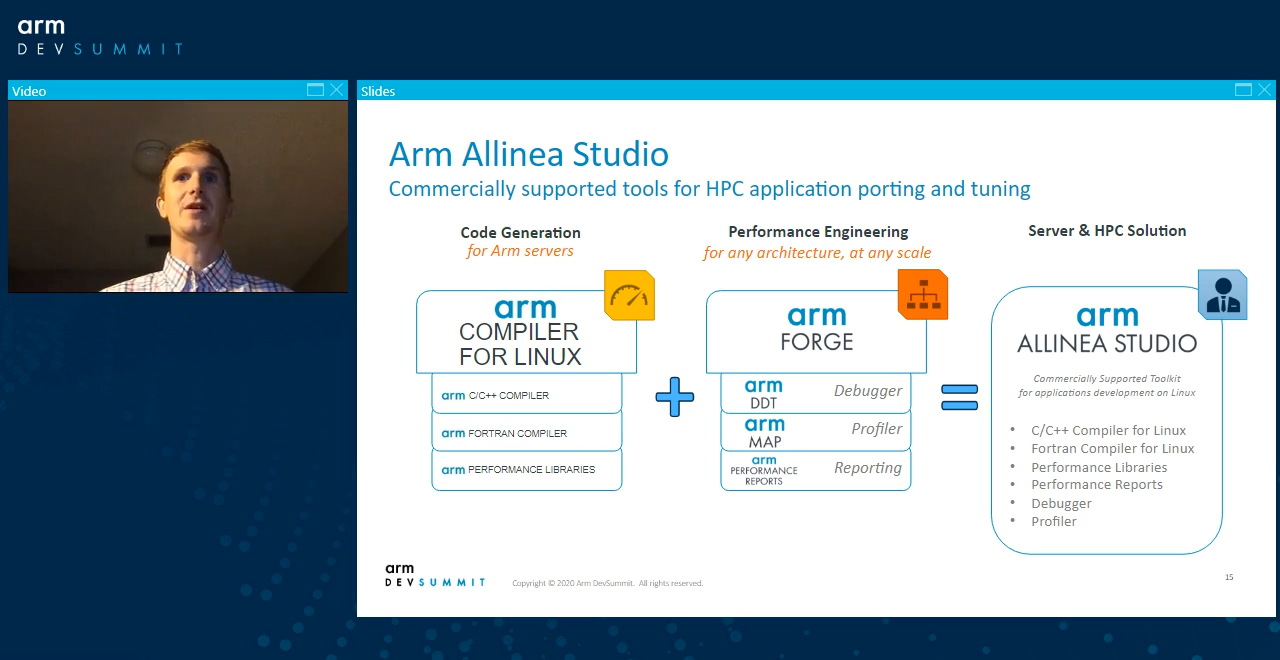 arm
DEVSUMMIT
Video
Slides
Arm Allinea Studio
Commercially supported tools for HPC application porting and tuning
Code Generation
for Arm servers
arm
COMPILER
FOR LINUX
arm C/C++ COMPILER
arm FORTRAN COMPILER
arm PERFORMANCE LIBRARIES
Performance Engineering
for any architecture, at any scale
arm
FORGE
arm
DDT
Debugger
arm
MAP
Profiler
arm
PERFORMANCE
REPORTS
Reporting
Server & HPC Solution
arm
ALLINEA STUDIO
Commercially Supported Toolkit
for applications development on Linux
• C/C++ Compiler for Linux
• Fortran Compiler for Linux
• Performance Libraries
• Performance Reports
• Debugger
• Profiler
arm
DEVSUMMIT
Copyright © 2020 Arm DevSummit. All rights reserved.
15